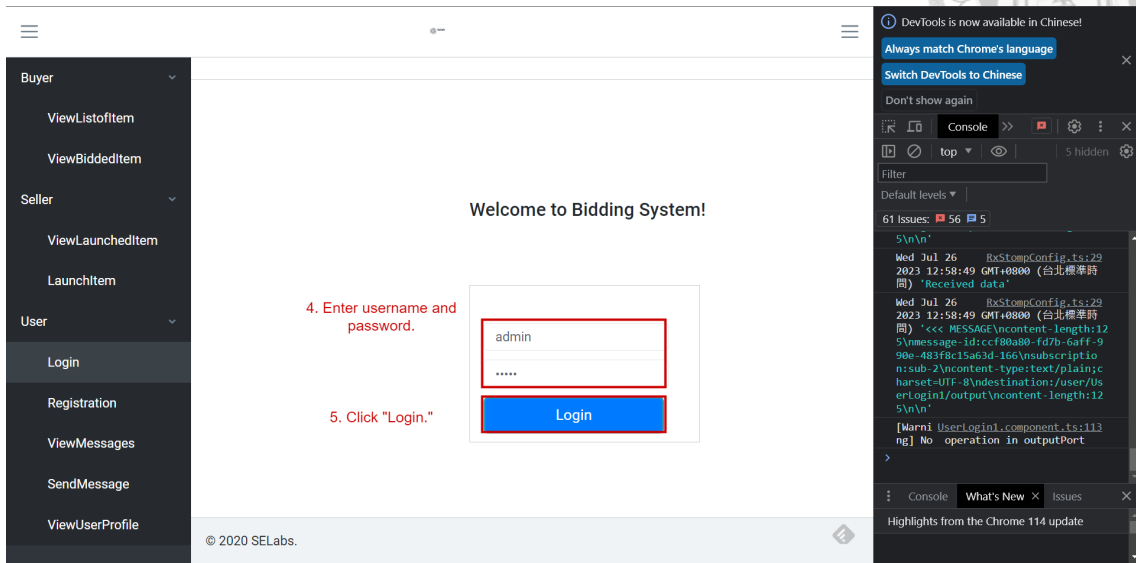 Buyer
ViewListofItem
ViewBiddedItem
Seller
ViewLaunchedItem
LaunchItem
User
Login
Registration
ViewMessages
SendMessage
ViewUserProfile
Welcome to Bidding System!
4. Enter username and
password.
admin
•••••
5. Click "Login."
Login
© 2020 SELabs.
DevTools is now available in Chinese!
Always match Chrome's language
Switch DevTools to Chinese
Don't show again
Console
top
5 hidden
Filter
Default levels
61 Issues: 56 5
5\n\n'
Wed Jul 26 RxStompConfig.ts:29
2023 12:58:49 GMT+0800 (台北標準時
間) 'Received data'
Wed Jul 26 RxStompConfig.ts:29
2023 12:58:49 GMT+0800 (台北標準時
間) '<<< MESSAGE\ncontent-length:12
5\nmessage-id:ccf80a80-fd7b-6aff-9
90e-483f8c15a63d-166\nsubscriptio
n:sub-2\ncontent-type:text/plain;c
harset=UTF-8\ndestination:/user/Us
erLogin1/output\ncontent-length:12
5\n\n'
[Warni UserLogin1.component.ts:113
ng] No operation in outputPort
Console What's New Issues
Highlights from the Chrome 114 update